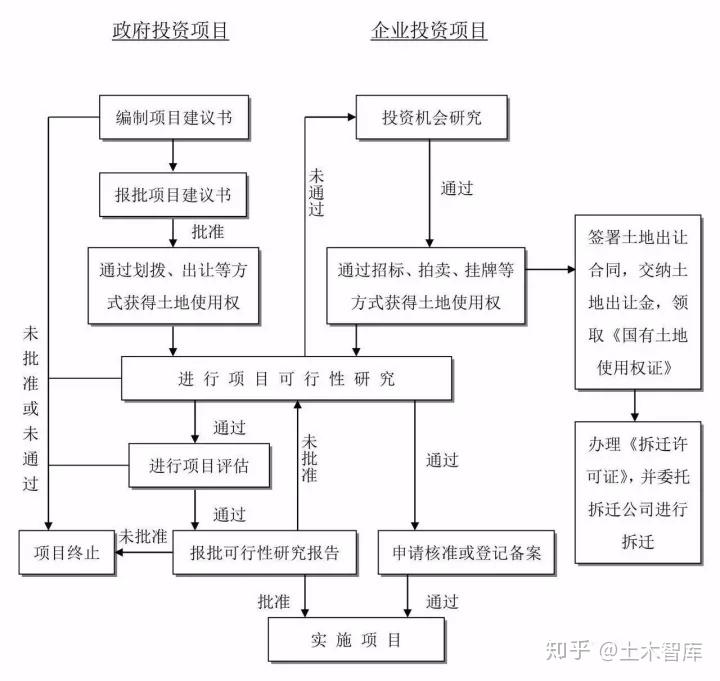 政府投资项目
企业投资项目
编制项目建议书
投资机会研究
报批项目建议书
未通过
通过
批准
通过划拨、出让等方
式获得土地使用权
通过招标、拍卖、挂牌等
方式获得土地使用权
签署土地出让
合同，交纳土
地出让金，领
取《国有土地
使用权证》
未批准或未通过
进行项目可行性研究
通过
未批准
通过
进行项目评估
通过
办理《拆迁许
可证》，并委托
拆迁公司进行
拆迁
项目终止
未批准
报批可行性研究报告
申请核准或登记备案
批准
通过
实施项目
知乎 @土木智库